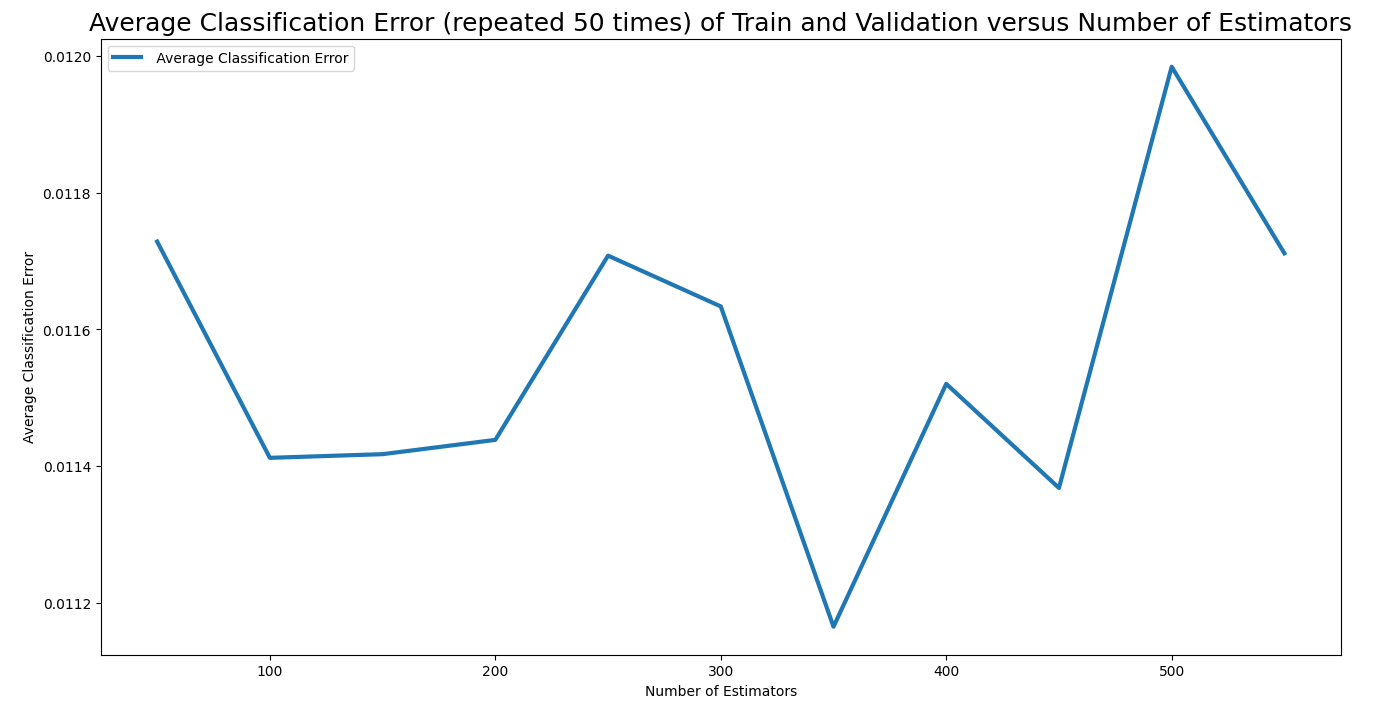 Average Classification Error (repeated 50 times) of Train and Validation versus Number of Estimators
Average Classification Error
0.0120
0.0118
0.0116
0.0114
0.0112
Average Classification Error
100
200
300
400
500
Number of Estimators